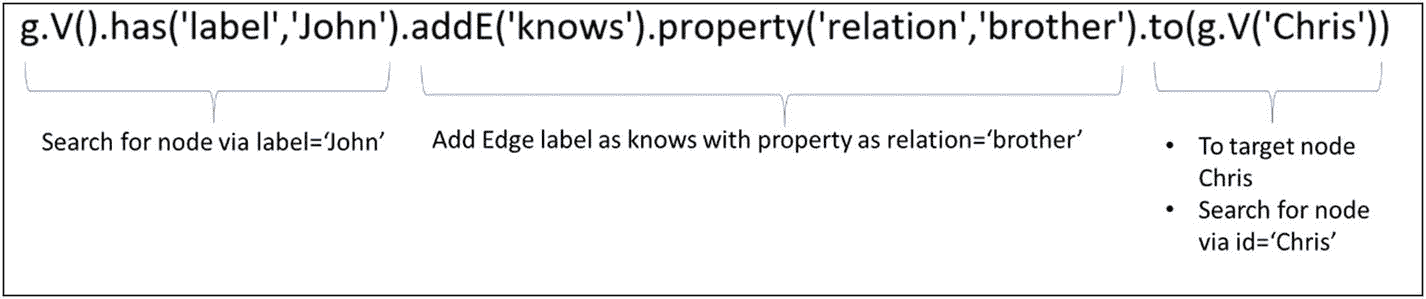 g.V().has('label','John').addE('knows').property('relation','brother').to(g.V('Chris'))
Search for node via label=‘John’
Add Edge label as knows with property as relation=‘brother’
• To target node
Chris
• Search for node
via id=‘Chris’